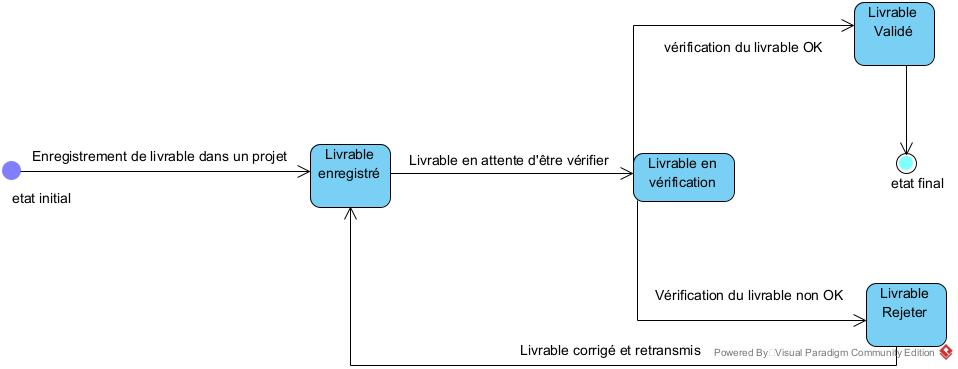 Livrable
Validé
vérification du livrable OK
Enregistrement de livrable dans un projet
Livrable
enregistré
Livrable en attente d'être vérifier
Livrable en
vérification
etat initial
etat final
Vérification du livrable non OK
Livrable
Rejeter
Livrable corrigé et retransmis
Powered By Visual Paradigm Community Edition